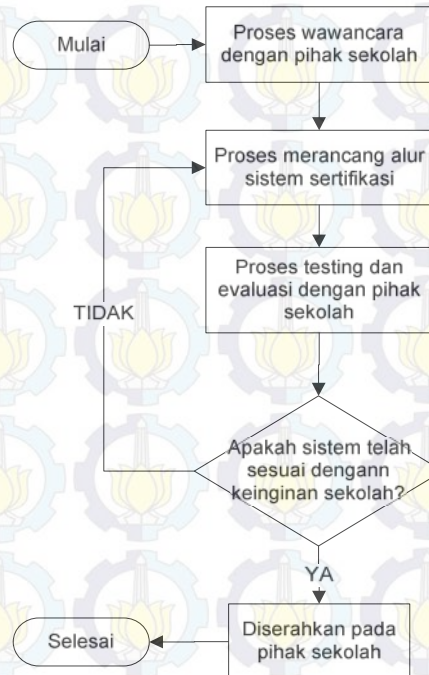 Mulai
Proses wawancara
dengan pihak sekolah
Proses merancang alur
sistem sertifikasi
Proses testing dan
evaluasi dengan pihak
sekolah
TIDAK
Apakah sistem telah
sesuai dengann
keinginan sekolah?
YA
Diserahkan pada
pihak sekolah
Selesai